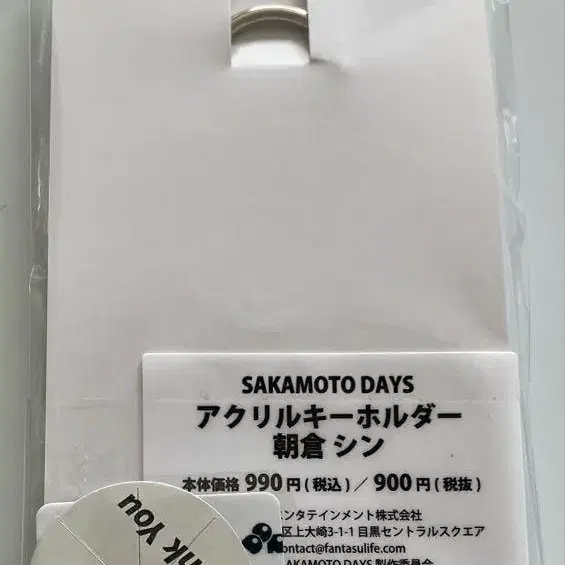 SAKAMOTO DAYS
アクリルキーホルダー
朝倉 シン
本体価格 990円 (税込) / 900円 (税抜)
ンタテインメント株式会社
区上大崎3-1-1 目黒セントラルスクエア
contact@fantasulife.com
SAKAMOTO DAYS 製作委員会
nk You